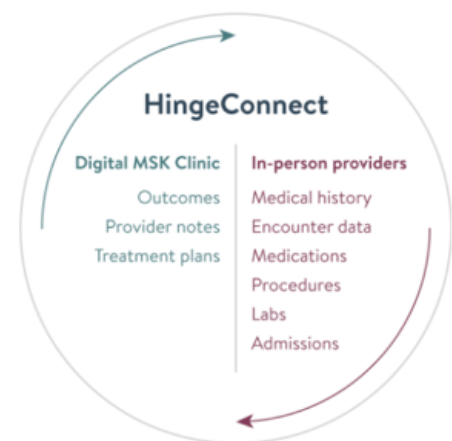 HingeConnect
Digital MSK Clinic
Outcomes
Provider notes
Treatment plans
In-person providers
Medical history
Encounter data
Medications
Procedures
Labs
Admissions